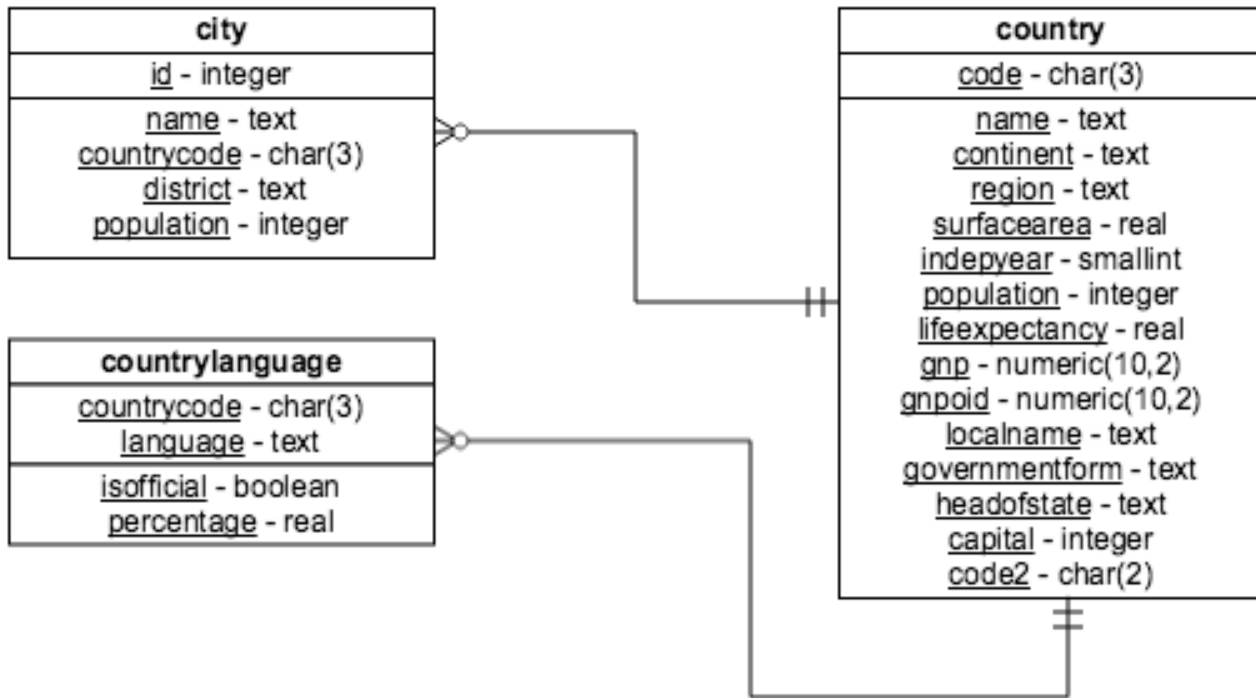 city
id - integer
name - text
countrycode - char(3)
district - text
population - integer
countrylanguage
countrycode - char(3)
language - text
isofficial - boolean
percentage - real
country
code - char(3)
name - text
continent - text
region - text
surfacearea - real
indepyear - smallint
population - integer
lifeexpectancy - real
gnp - numeric(10,2)
gnpoid - numeric(10,2)
localname - text
governmentform - text
headofstate - text
capital - integer
code2 - char(2)